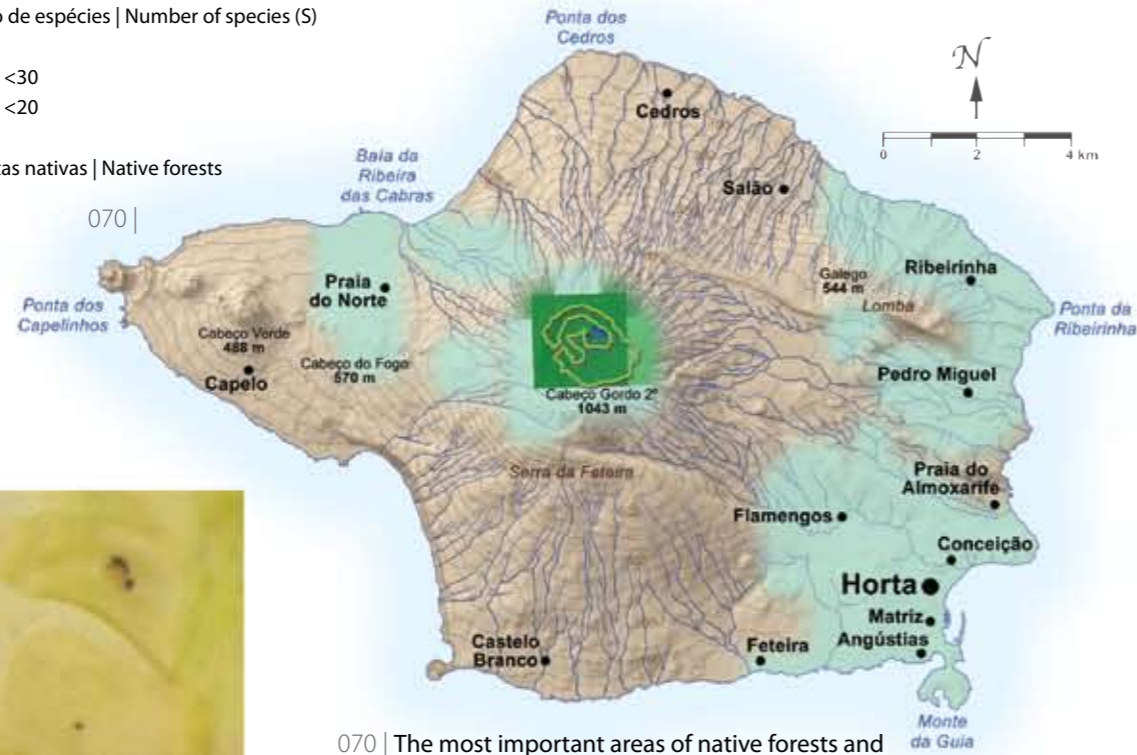 o de espécies | Number of species (S)
<30
<20
as nativas | Native forests
070 |
Ponta dos
Cedros
N
0 2 4 km
Cedros
Baia da
Ribeira
das Cabras
Salão
Praia
do Norte
Galego
544 m
Lomba
Ribeirinha
Ponta dos
Capelinhos
Ponta da
Ribeirinha
Cabeço Verde
488 m
Capelo
Cabeço do Fogo
570 m
Cabeço Gordo 2º
1043 m
Pedro Miguel
Serra da Feteira
Praia do
Almoxarife
Flamengos
Conceição
Horta
Matriz
Angústias
Castelo
Branco
Feteira
Monte
da Guia
070 | The most important areas of native forests and